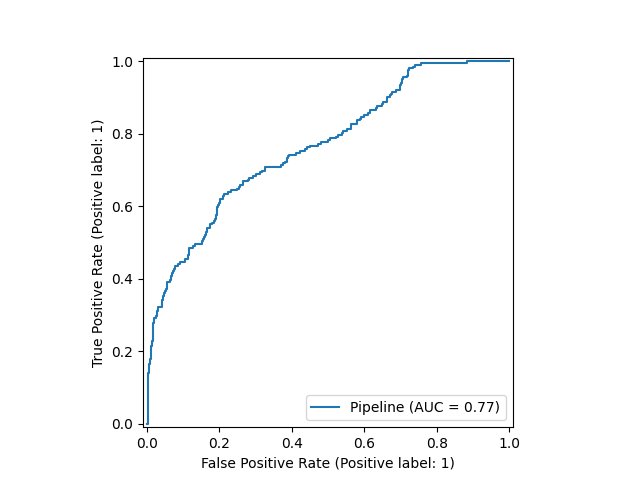 1.0
0.8
0.6
0.4
0.2
0.0
True Positive Rate (Positive label: 1)
Pipeline (AUC = 0.77)
0.0 0.2 0.4 0.6 0.8 1.0
False Positive Rate (Positive label: 1)